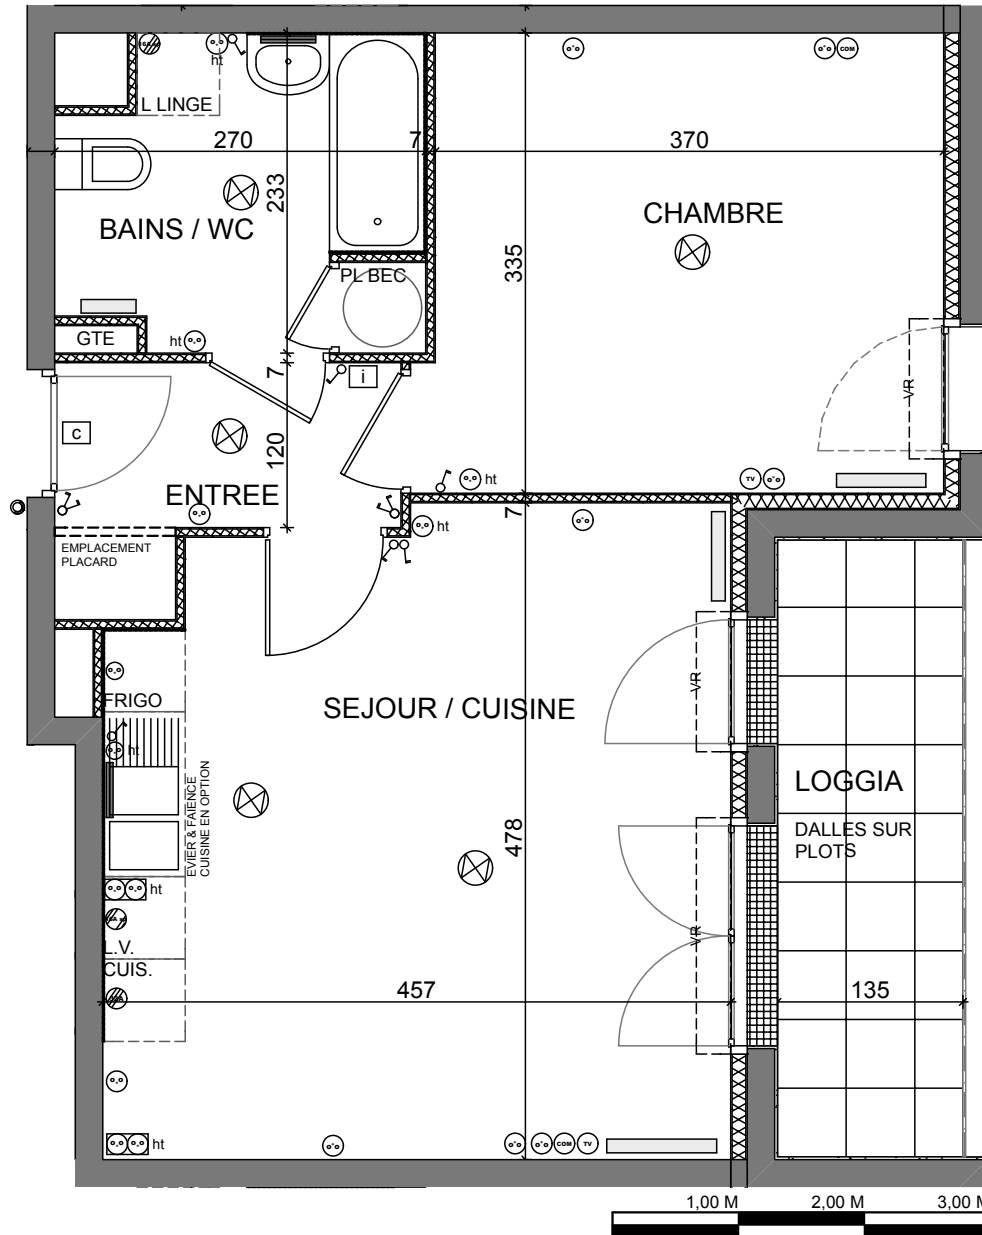 ht
COM
L LINGE
270
7
370
233
BAINS / WC
CHAMBRE
335
PL BEC
GTE
ht
7
i
VR
c
120
ENTREE
ht
TV
7
ht
EMPLACEMENT
PLACARD
FRIGO
SEJOUR / CUISINE
VR
ht
EVIER & FAIENCE
CUISINE EN OPTION
LOGGIA
DALLES SUR
PLOTS
478
ht
L.V.
VR
CUIS.
457
135
ht
COM
TV
1,00 M
2,00 M
3,00 M